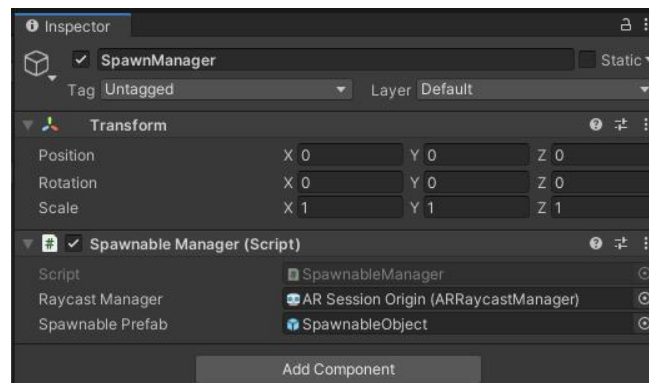 Inspector
SpawnManager Static
Tag Untagged Layer Default
Transform
Position X 0 Y 0 Z 0
Rotation X 0 Y 0 Z 0
Scale X 1 Y 1 Z 1
# Spawnable Manager (Script)
Script SpawnableManager
Raycast Manager AR Session Origin (ARRaycastManager)
Spawnable Prefab SpawnableObject
Add Component